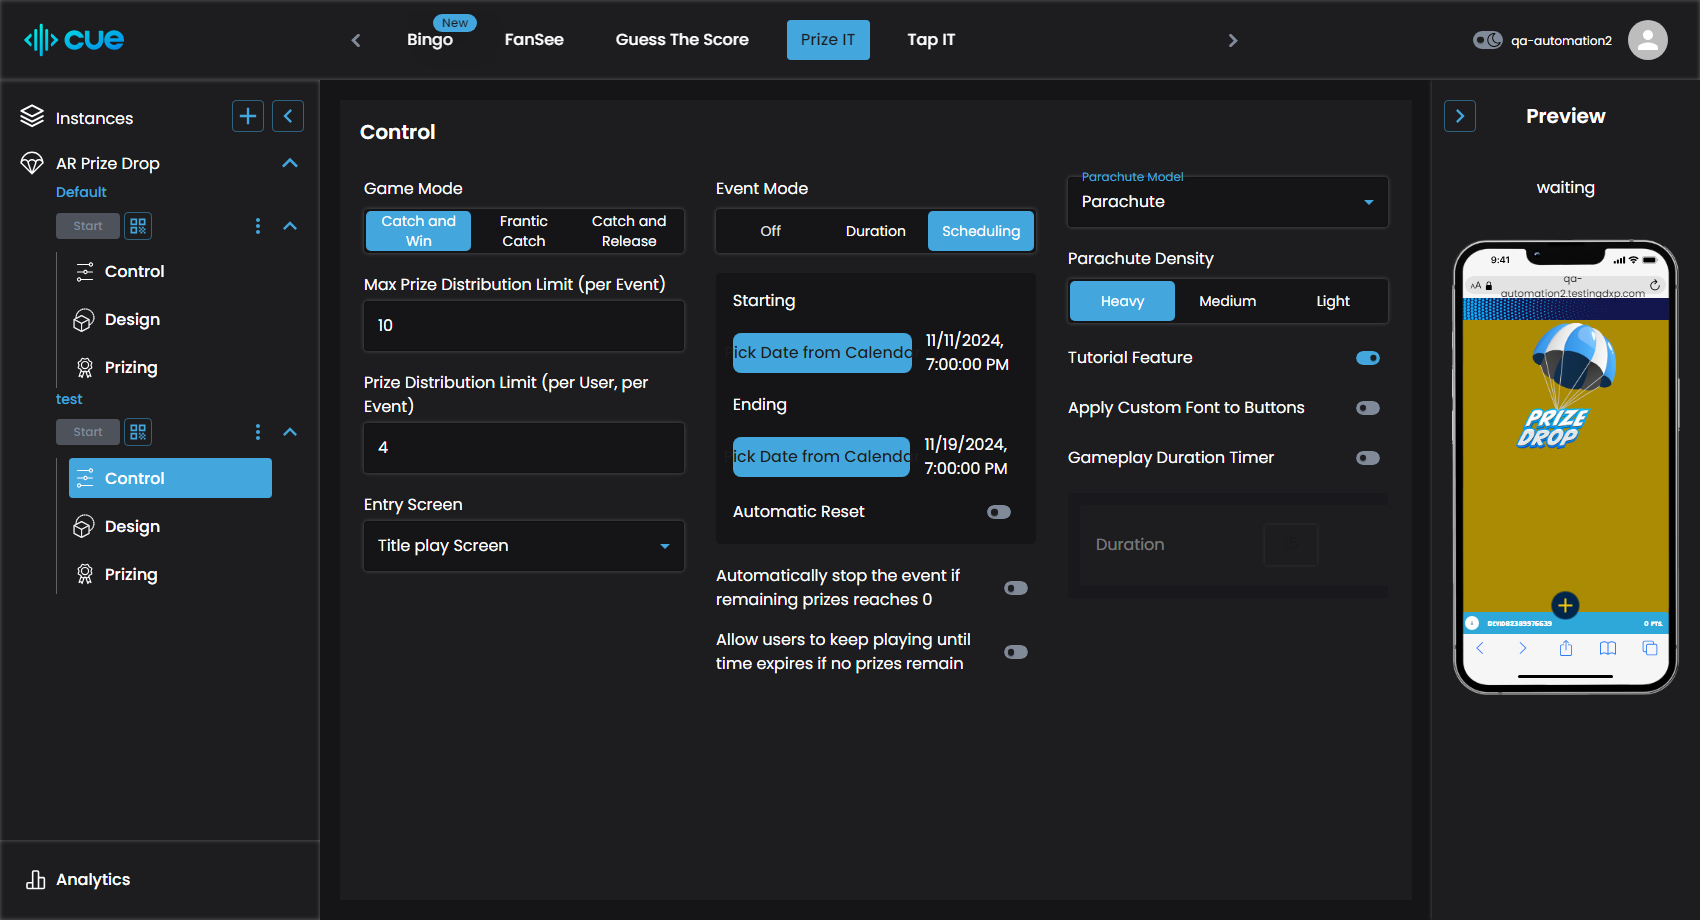 cue
Bingo
New
FanSee
Guess The Score
Prize IT
Tap IT
qa-automation2
Instances
AR Prize Drop
Default
Start
Control
Design
Prizing
test
Start
Control
Design
Prizing
Analytics
Control
Game Mode
Catch and
Win
Frantic
Catch
Catch and
Release
Max Prize Distribution Limit (per Event)
10
Prize Distribution Limit (per User, per
Event)
4
Entry Screen
Title play Screen
Event Mode
Off
Duration
Scheduling
Starting
ick Date from Calenda
11/11/2024,
7:00:00 PM
Ending
ick Date from Calenda
11/19/2024,
7:00:00 PM
Automatic Reset
Automatically stop the event if
remaining prizes reaches 0
Allow users to keep playing until
time expires if no prizes remain
Parachute Model
Parachute
Parachute Density
Heavy
Medium
Light
Tutorial Feature
Apply Custom Font to Buttons
Gameplay Duration Timer
Duration
Preview
waiting
9:41
AA
qa-
automation2.testingdxp.com
PRIZE
DROP
0 PTS.